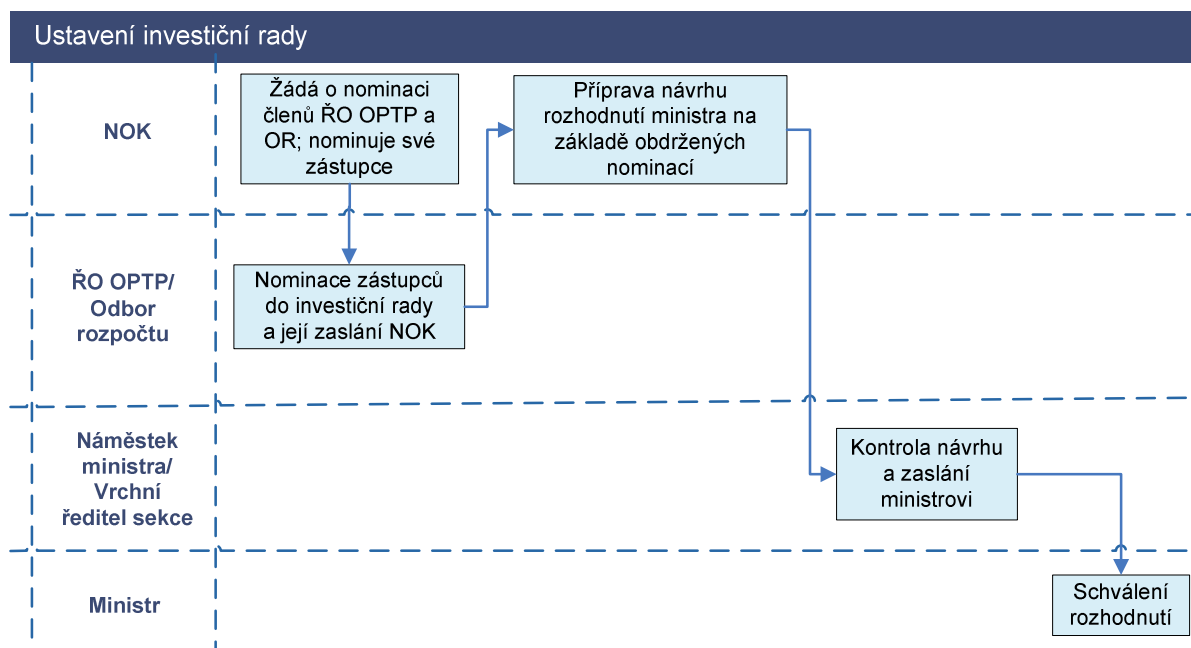 Ustavení investiční rady
NOK
Žádá o nominaci
členů ŘO OPTP a
OR; nominuje své
zástupce
Příprava návrhu
rozhodnutí ministra na
základě obdržených
nominací
ŘO OPTP/
Odbor
rozpočtu
Nominace zástupců
do investiční rady
a její zaslání NOK
Náměstek
ministra/
Vrchní
ředitel sekce
Kontrola návrhu
a zaslání
ministrovi
Ministr
Schválení
rozhodnutí